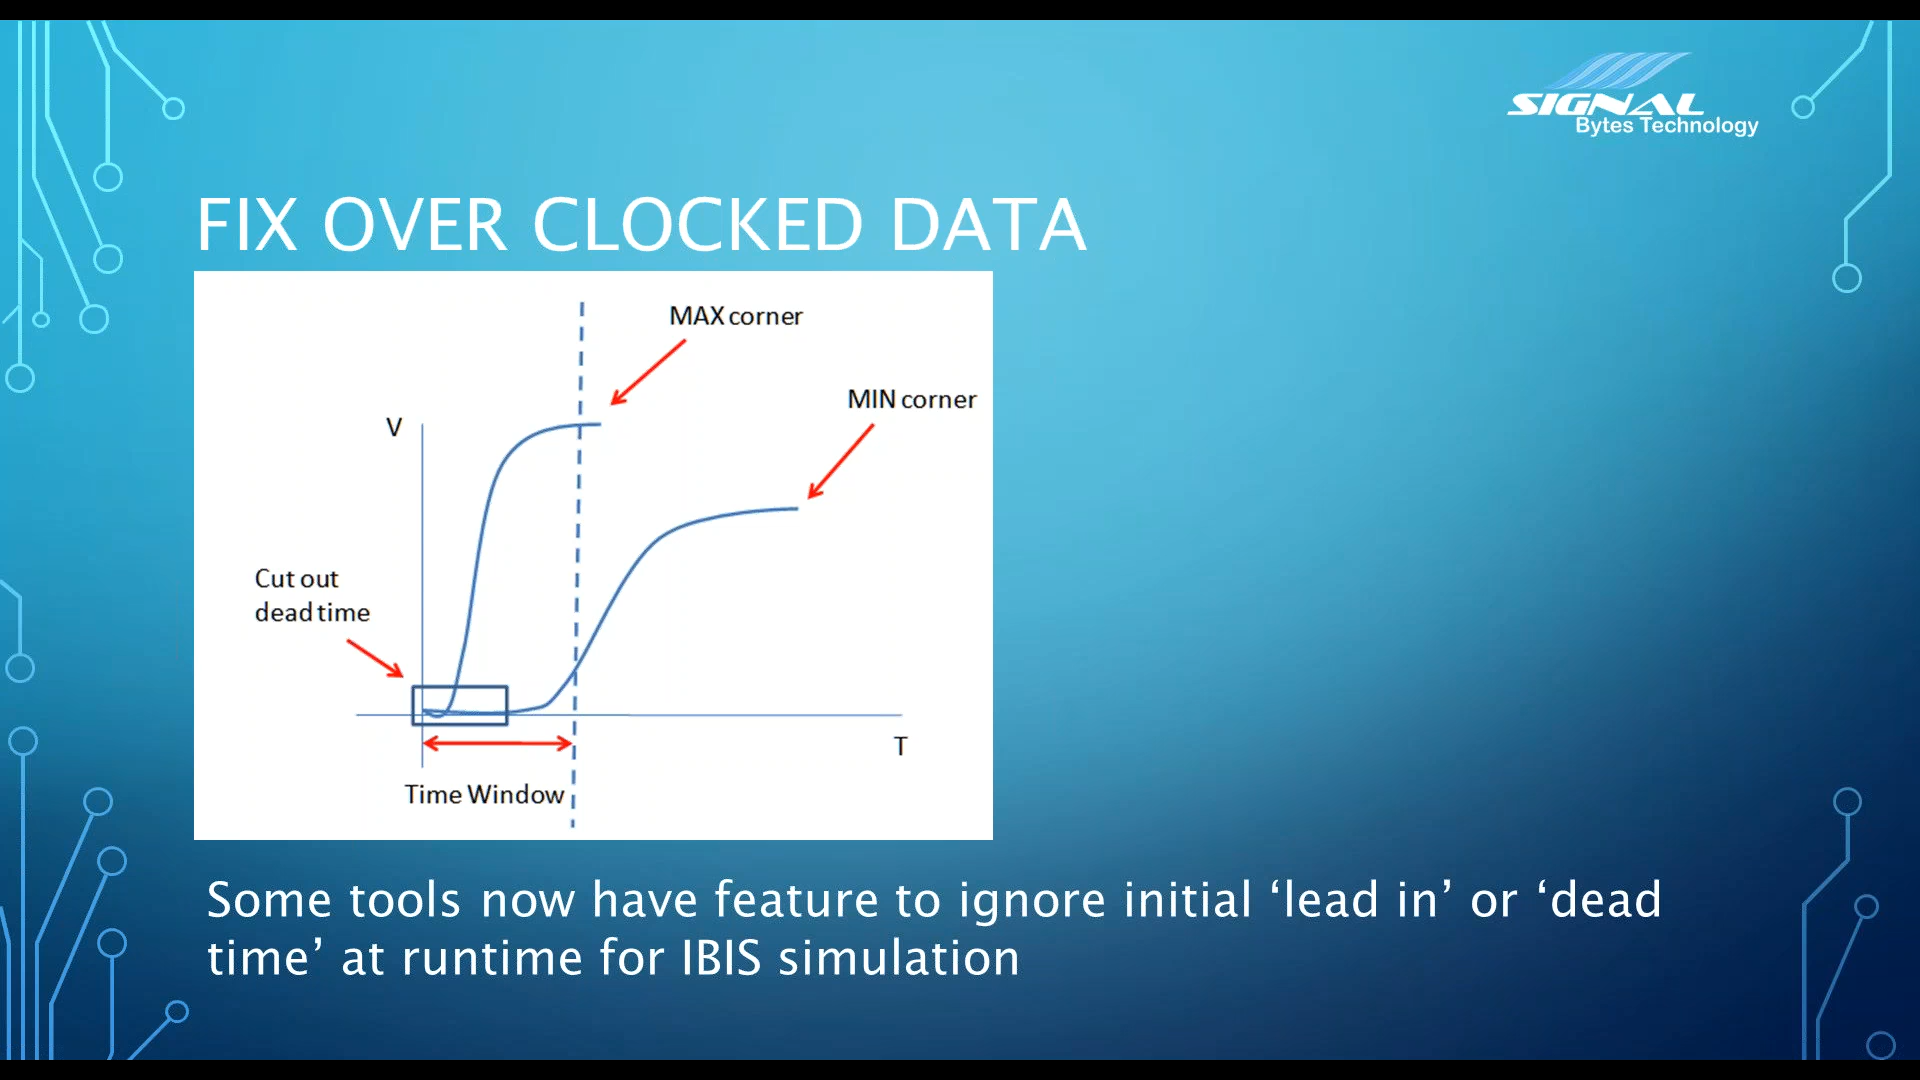 SIGNAL
Bytes Technology
FIX OVER CLOCKED DATA
MAX corner
MIN corner
V
Cut out
dead time
T
Time Window
Some tools now have feature to ignore initial ‘lead in’ or ‘dead
time’ at runtime for IBIS simulation